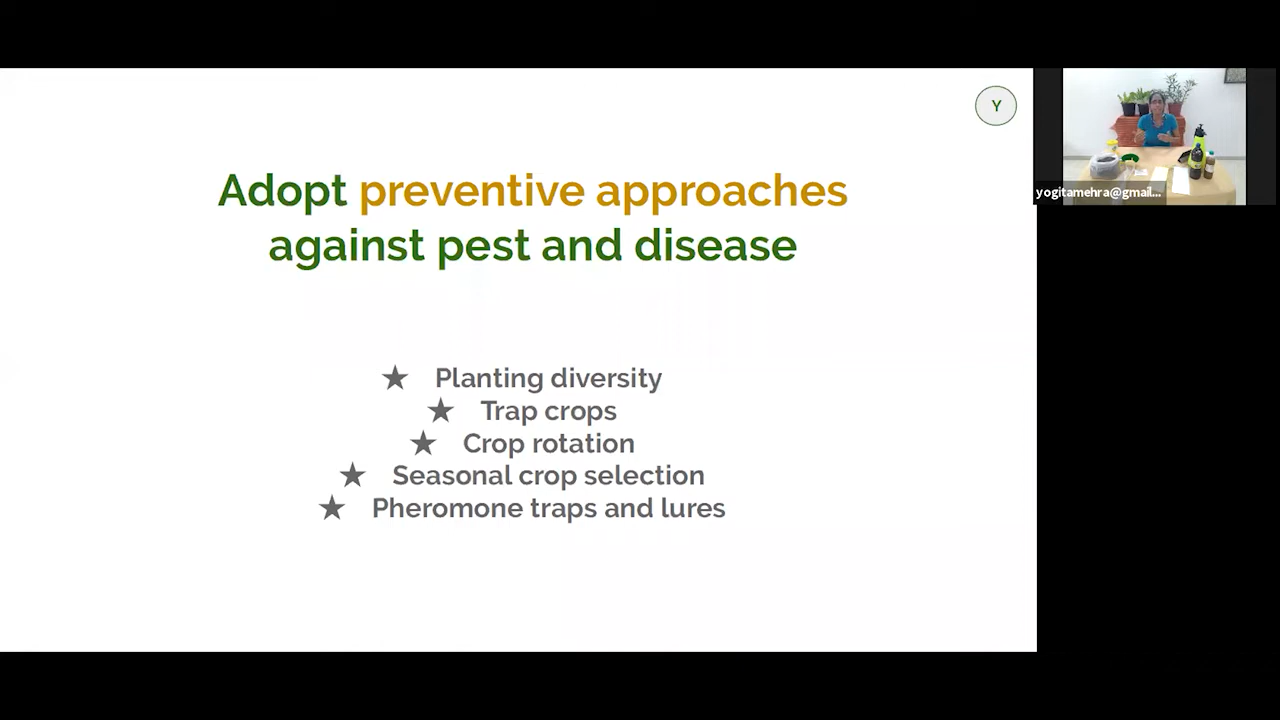 Y
Adopt preventive approaches
against pest and disease
★ Planting diversity
★ Trap crops
★ Crop rotation
★ Seasonal crop selection
★ Pheromone traps and lures
yogitamehra@gmail...